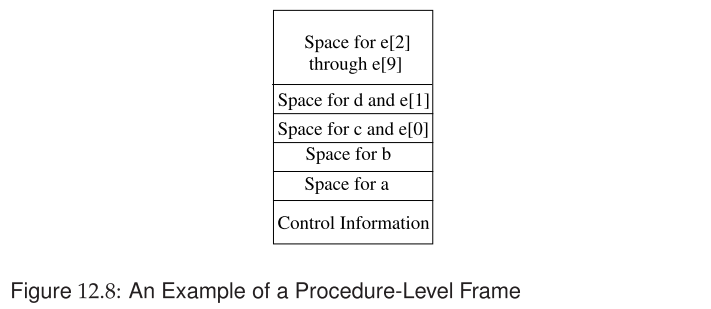 Space for e[2]
through e[9]
Space for d and e[1]
Space for c and e[0]
Space for b
Space for a
Control Information
Figure 12.8: An Example of a Procedure-Level Frame